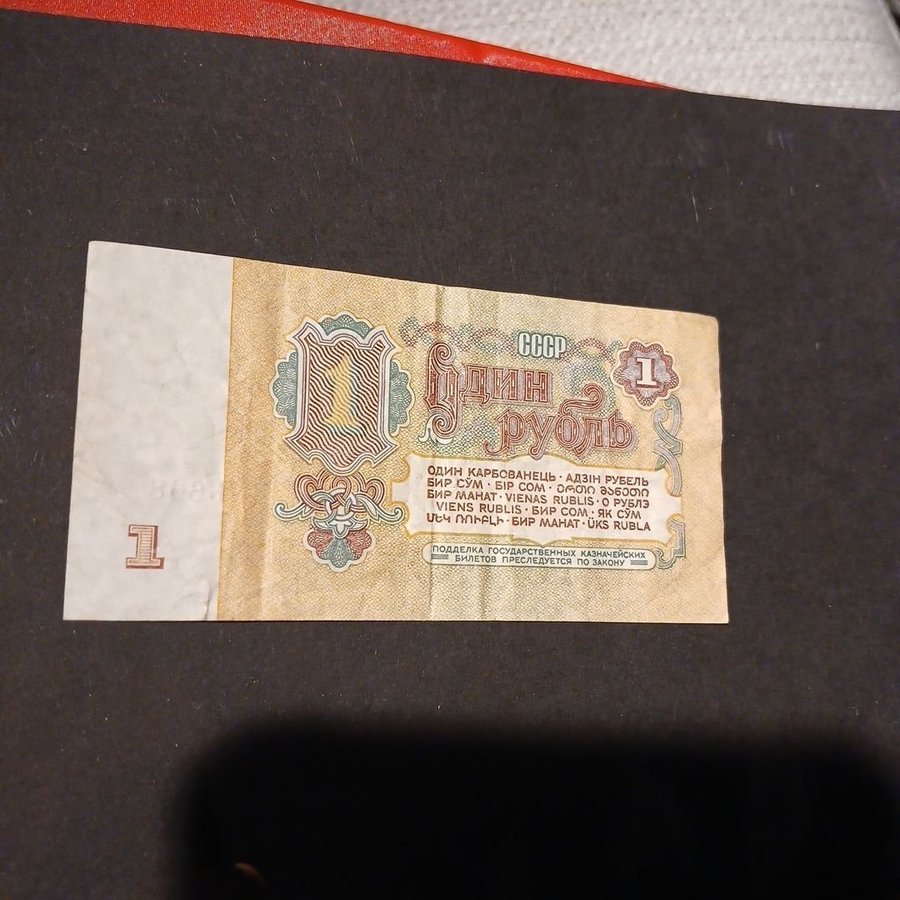 СССР
1
1
Один
рубль
ОДИН КАРБОВАНЕЦЬ · АДЗІН РУБЕЛЬ
БИР СЎМ · БІР СОМ · ᲔᲠᲗᲘ ᲛᲐᲜᲔᲗᲘ
БИР МАНАТ · VIENAS RUBLIS · О РУБЛЭ
VIENS RUBLIS · БИР СОМ · ЯК СЎМ
ՄԵԿ ՌՈՒԲԼԻ · БИР МАНАТ · ÜKS RUBLA
ПОДДЕЛКА ГОСУДАРСТВЕННЫХ КАЗНАЧЕЙСКИХ
БИЛЕТОВ ПРЕСЛЕДУЕТСЯ ПО ЗАКОНУ
1